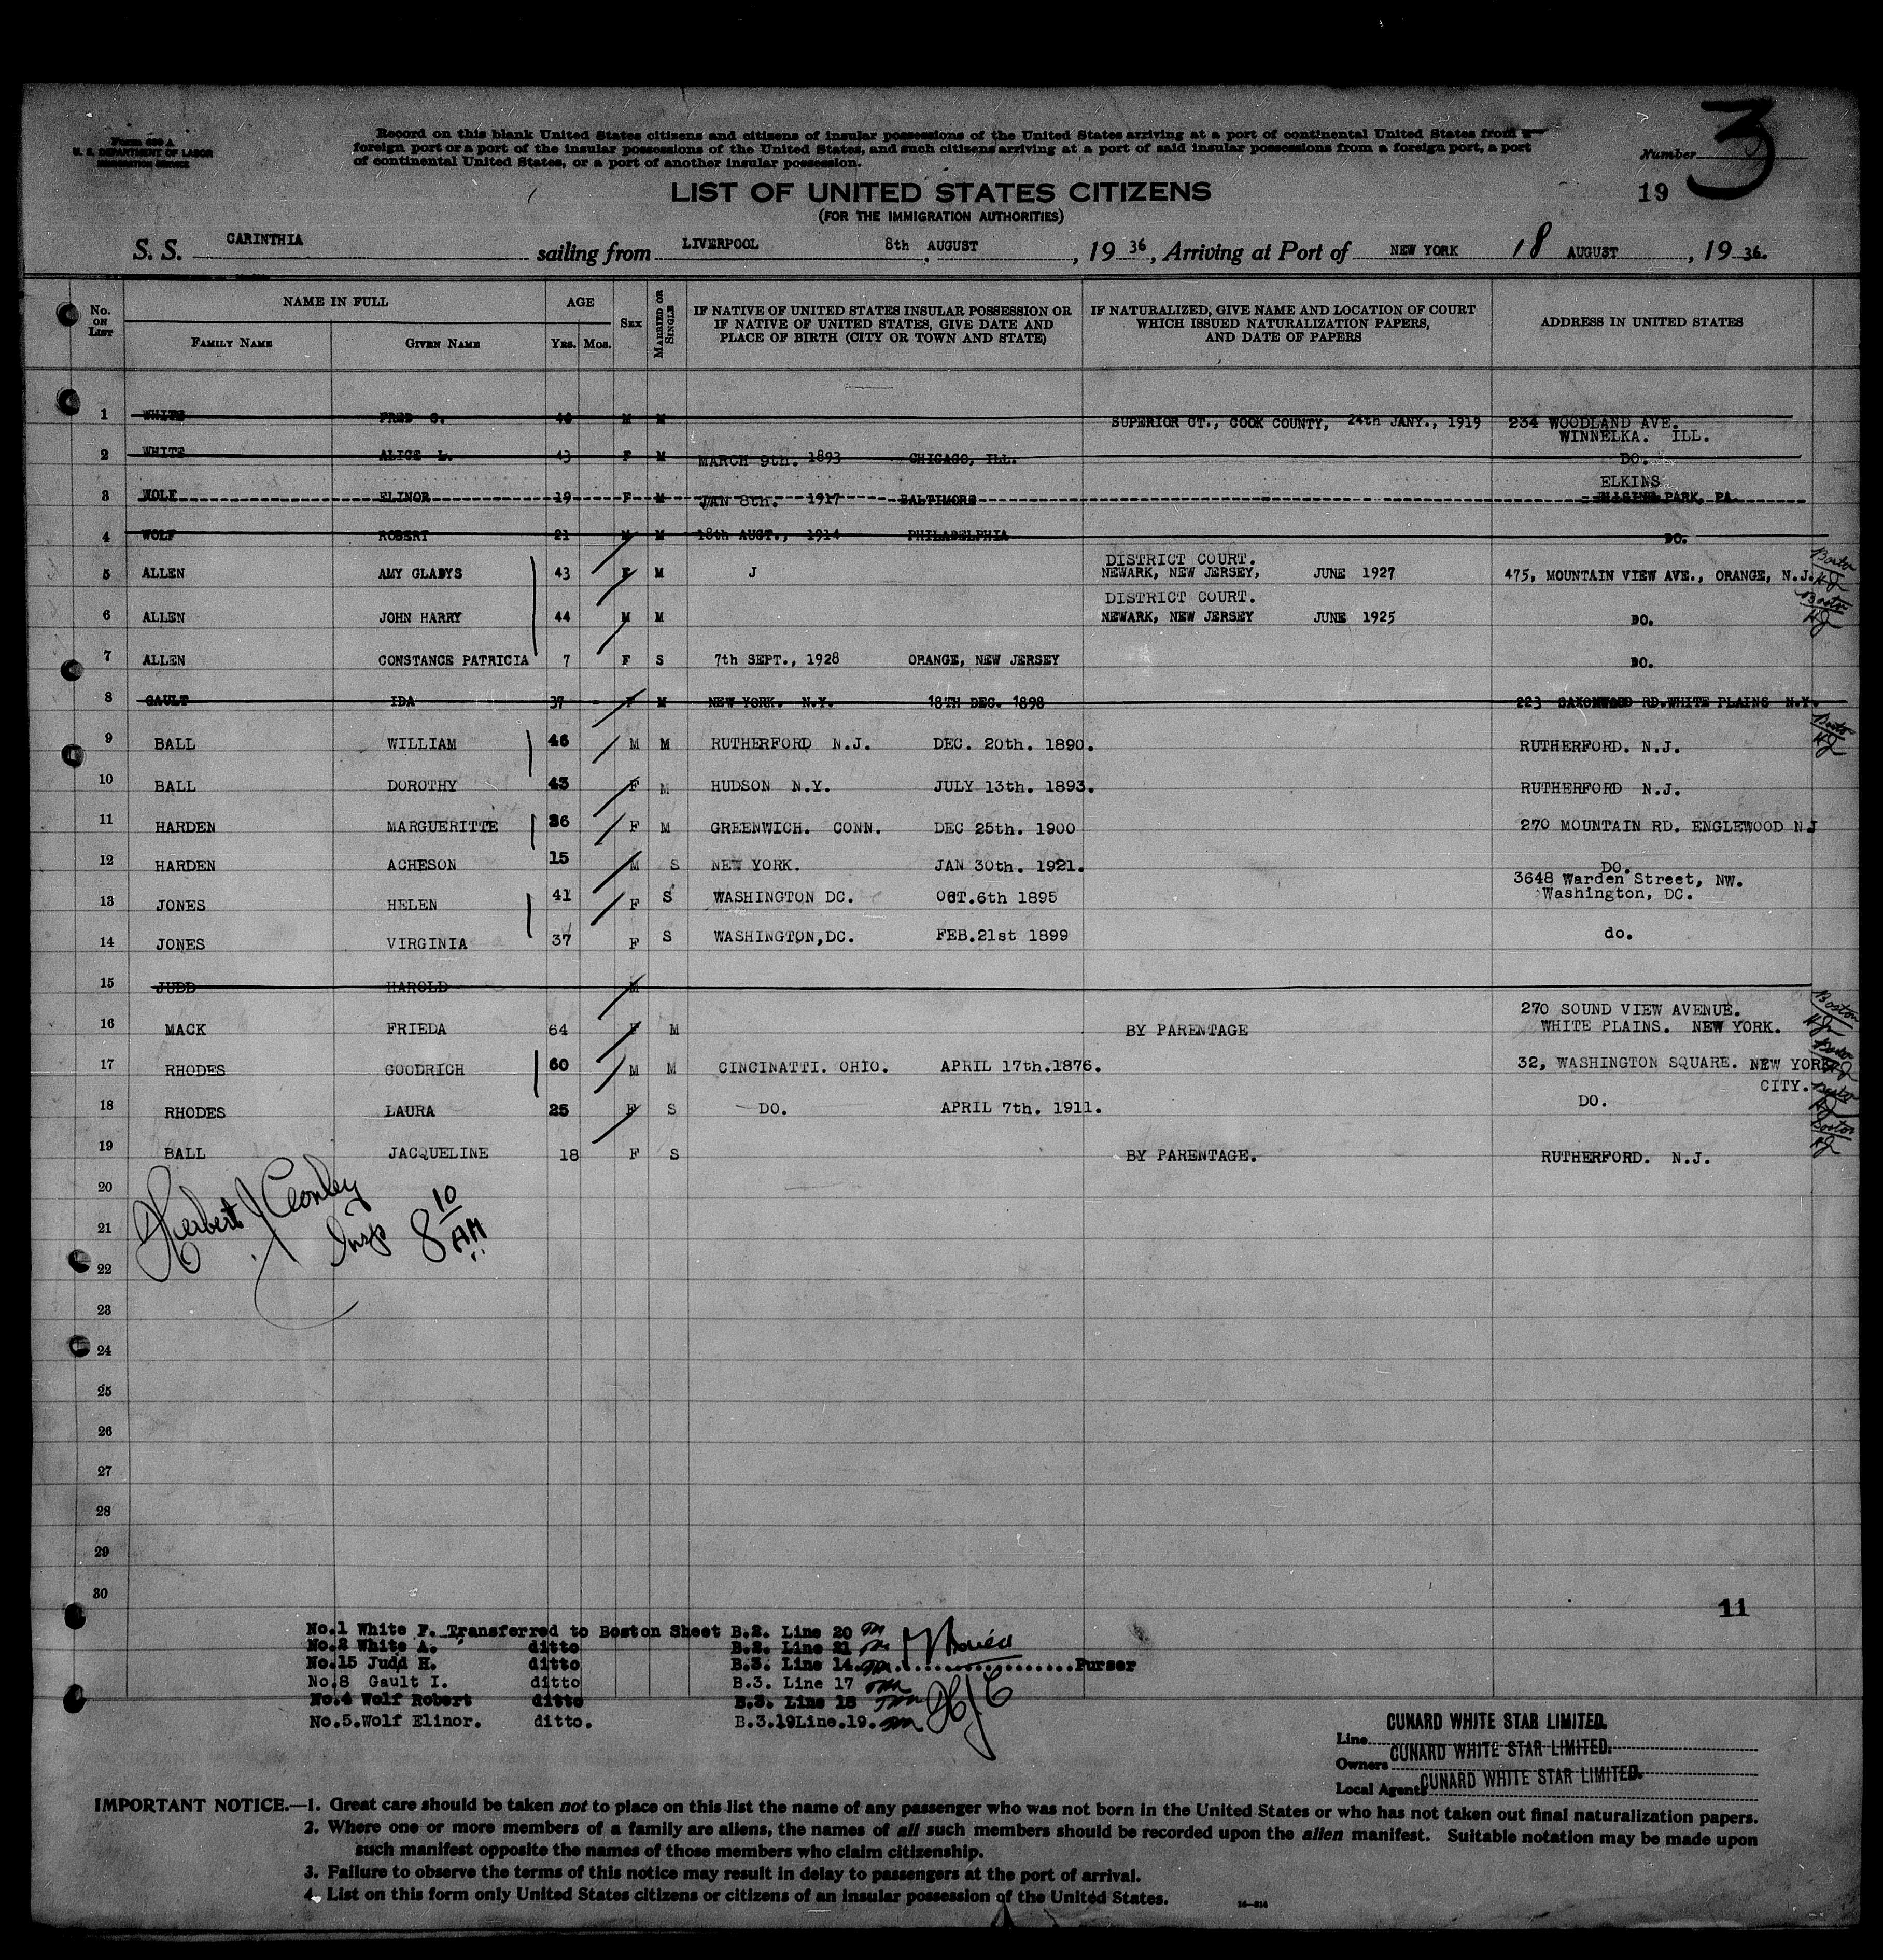 Form 630 A
U. S. DEPARTMENT OF LABOR
IMMIGRATION SERVICE
Record on this blank United States citizens and citizens of insular possessions of the United States arriving at a port of continental United States from a
foreign port or a port of the insular possessions of the United States, and such citizens arriving at a port of said insular possessions from a foreign port, a port
of continental United States, or a port of another insular possession.
Number 3
19
LIST OF UNITED STATES CITIZENS
(FOR THE IMMIGRATION AUTHORITIES)
S. S. CARINTHIA sailing from LIVERPOOL 8th AUGUST, 1936, Arriving at Port of NEW YORK 18 AUGUST, 1936.
No. ON LIST NAME IN FULL FAMILY NAME GIVEN NAME AGE YRS. MOS. SEX MARRIED OR SINGLE IF NATIVE OF UNITED STATES INSULAR POSSESSION OR IF NATIVE OF UNITED STATES, GIVE DATE AND PLACE OF BIRTH (CITY OR TOWN AND STATE) IF NATURALIZED, GIVE NAME AND LOCATION OF COURT WHICH ISSUED NATURALIZATION PAPERS, AND DATE OF PAPERS ADDRESS IN UNITED STATES
1 WHITE FRED G. 46 M M SUPERIOR CT., COOK COUNTY, 24th JANY., 1919 234 WOODLAND AVE.
WINNELKA. ILL.
2 WHITE ALICE L. 43 F M MARCH 9th. 1893 CHICAGO, ILL. DO.
ELKINS
3 WOLF ELINOR 19 F M JAN 8th. 1917 BALTIMORE PARK, PA.
4 WOLF ROBERT 21 M M 18th AUGT., 1914 PHILADELPHIA DO.
DISTRICT COURT.
5 ALLEN AMY GLADYS 43 F M J NEWARK, NEW JERSEY, JUNE 1927 475, MOUNTAIN VIEW AVE., ORANGE, N.J. Boston
DISTRICT COURT.
6 ALLEN JOHN HARRY 44 M M NEWARK, NEW JERSEY JUNE 1925 DO. Boston
7 ALLEN CONSTANCE PATRICIA 7 F S 7th SEPT., 1928 ORANGE, NEW JERSEY DO.
8 GAULT IDA 37 F M NEW YORK. N.Y. 18TH DEC. 1898 223 SAXONWOOD RD.WHITE PLAINS N.Y.
9 BALL WILLIAM 46 M M RUTHERFORD N.J. DEC. 20th. 1890. RUTHERFORD. N.J. Boston
10 BALL DOROTHY 43 F M HUDSON N.Y. JULY 13th. 1893. RUTHERFORD N.J.
11 HARDEN MARGUERITTE 36 F M GREENWICH. CONN. DEC 25th. 1900 270 MOUNTAIN RD. ENGLEWOOD NJ
12 HARDEN ACHESON 15 M S NEW YORK. JAN 30th. 1921. DO.
3648 Warden Street, NW.
13 JONES HELEN 41 F S WASHINGTON DC. OCT.6th 1895 Washington, DC.
14 JONES VIRGINIA 37 F S WASHINGTON,DC. FEB.21st 1899 do.
15 JUDD HAROLD M
270 SOUND VIEW AVENUE. Boston
16 MACK FRIEDA 64 F M BY PARENTAGE WHITE PLAINS. NEW YORK.
17 RHODES GOODRICH 60 M M CINCINATTI. OHIO. APRIL 17th.1876. 32, WASHINGTON SQUARE. NEW YORK
CITY.
18 RHODES LAURA 25 F S DO. APRIL 7th. 1911. DO. Boston
19 BALL JACQUELINE 18 F S BY PARENTAGE. RUTHERFORD. N.J.
20
21
22
23
24
25
26
27
28
29
30
Herbert J Insp 8 10 AM
11
No.1 White F. Transferred to Boston Sheet B.2. Line 20
No.2 White A. ditto B.2. Line 21
No.15 Judd H. ditto B.3. Line 14. Purser
No.8 Gault I. ditto B.3. Line 17
No.4 Wolf Robert ditto B.3. Line 18
No.5.Wolf Elinor. ditto. B.3.19Line.19. HJC
Line CUNARD WHITE STAR LIMITED.
Owners CUNARD WHITE STAR LIMITED.
Local Agents CUNARD WHITE STAR LIMITED.
IMPORTANT NOTICE.—1. Great care should be taken not to place on this list the name of any passenger who was not born in the United States or who has not taken out final naturalization papers.
2. Where one or more members of a family are aliens, the names of all such members should be recorded upon the alien manifest. Suitable notation may be made upon
such manifest opposite the names of those members who claim citizenship.
3. Failure to observe the terms of this notice may result in delay to passengers at the port of arrival.
4. List on this form only United States citizens or citizens of an insular possession of the United States.